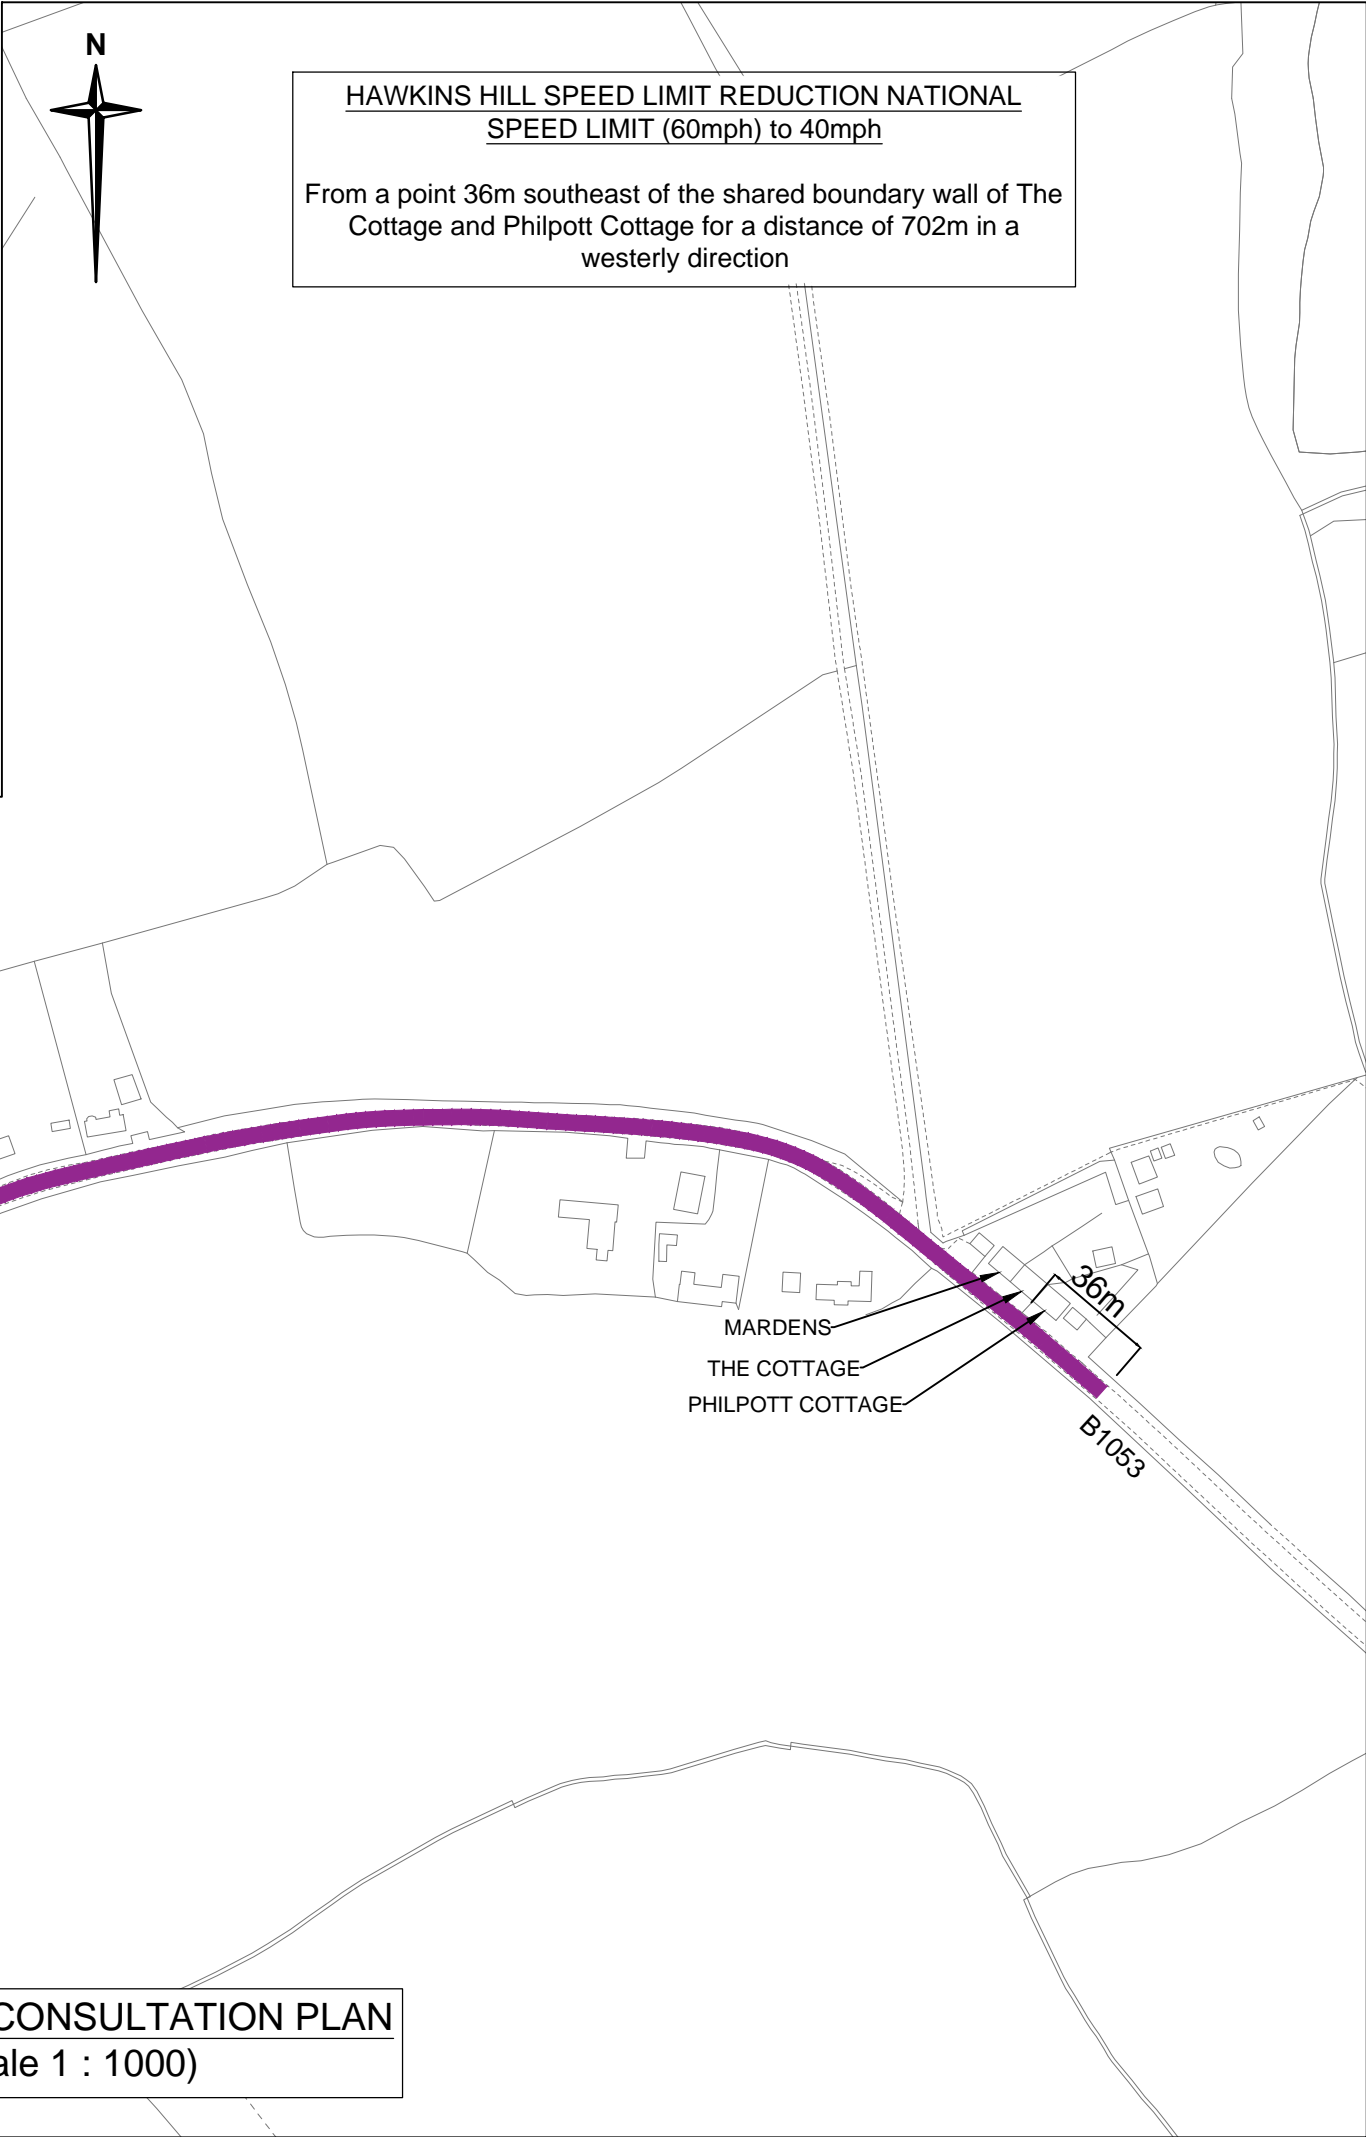 N
HAWKINS HILL SPEED LIMIT REDUCTION NATIONAL
SPEED LIMIT (60mph) to 40mph
From a point 36m southeast of the shared boundary wall of The
Cottage and Philpott Cottage for a distance of 702m in a
westerly direction
36m
MARDENS
THE COTTAGE
PHILPOTT COTTAGE
B1053
CONSULTATION PLAN
ale 1 : 1000)